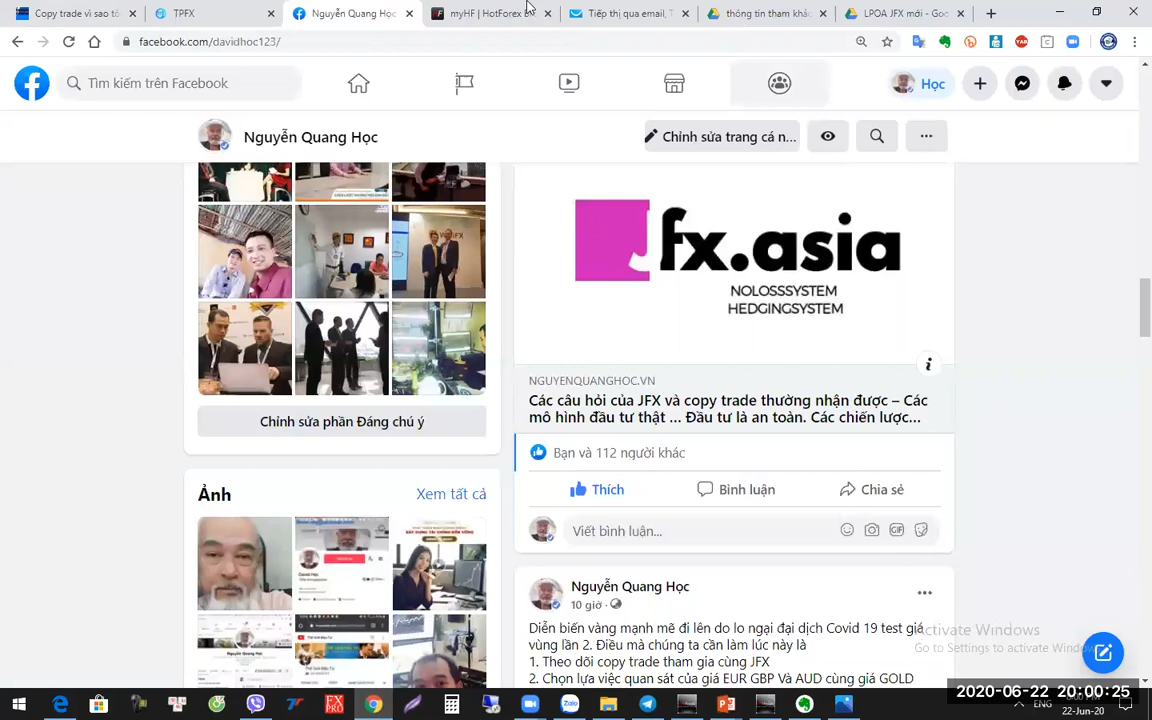 Copy trade vì sao tố
TPFX
Nguyễn Quang Học
myHF | HotForex
Tiếp thị qua email, T
thông tin tham khảo
LPOA JFX mới - Goo
facebook.com/davidhoc123/
Tìm kiếm trên Facebook
Học
Nguyễn Quang Học
Chỉnh sửa trang cá n...
fx.asia
NOLOSSSYSTEM
HEDGINGSYSTEM
Chỉnh sửa phần Đáng chú ý
NGUYENQUANGHOC.VN
Các câu hỏi của JFX và copy trade thường nhận được – Các
mô hình đầu tư thật ... Đầu tư là an toàn. Các chiến lược...
Bạn và 112 người khác
Thích
Bình luận
Chia sẻ
Viết bình luận...
GIF
Ảnh
Xem tất cả
Nguyễn Quang Học
10 giờ ·
Diễn biến vàng mạnh mẽ đi lên do lo ngại đại dịch Covid 19 test giá
vùng lần 2. Điều mà chúng ta cần làm lúc này là
1. Theo dõi copy trade tham gia cùng JFX
2. Chọn lựa việc quan sát của giá EUR GBP Và AUD cùng giá GOLD
Activate Windows
Go to Settings to activate Windows
2020-06-22 20:00:25
ENG
22-Jun-20